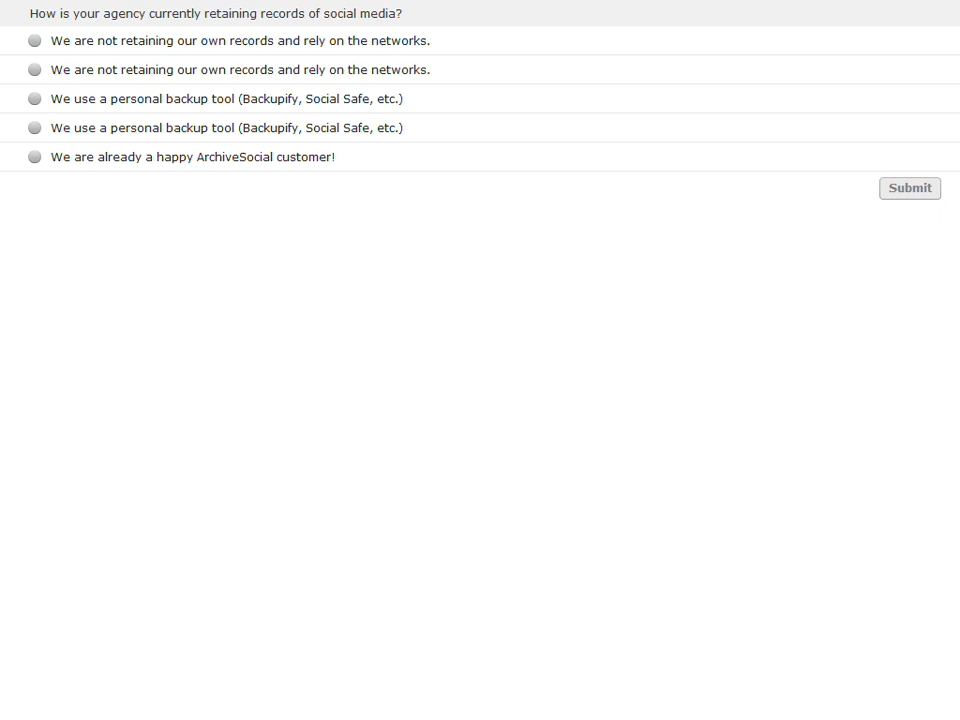 How is your agency currently retaining records of social media?
We are not retaining our own records and rely on the networks.
We are not retaining our own records and rely on the networks.
We use a personal backup tool (Backupify, Social Safe, etc.)
We use a personal backup tool (Backupify, Social Safe, etc.)
We are already a happy ArchiveSocial customer!
Submit